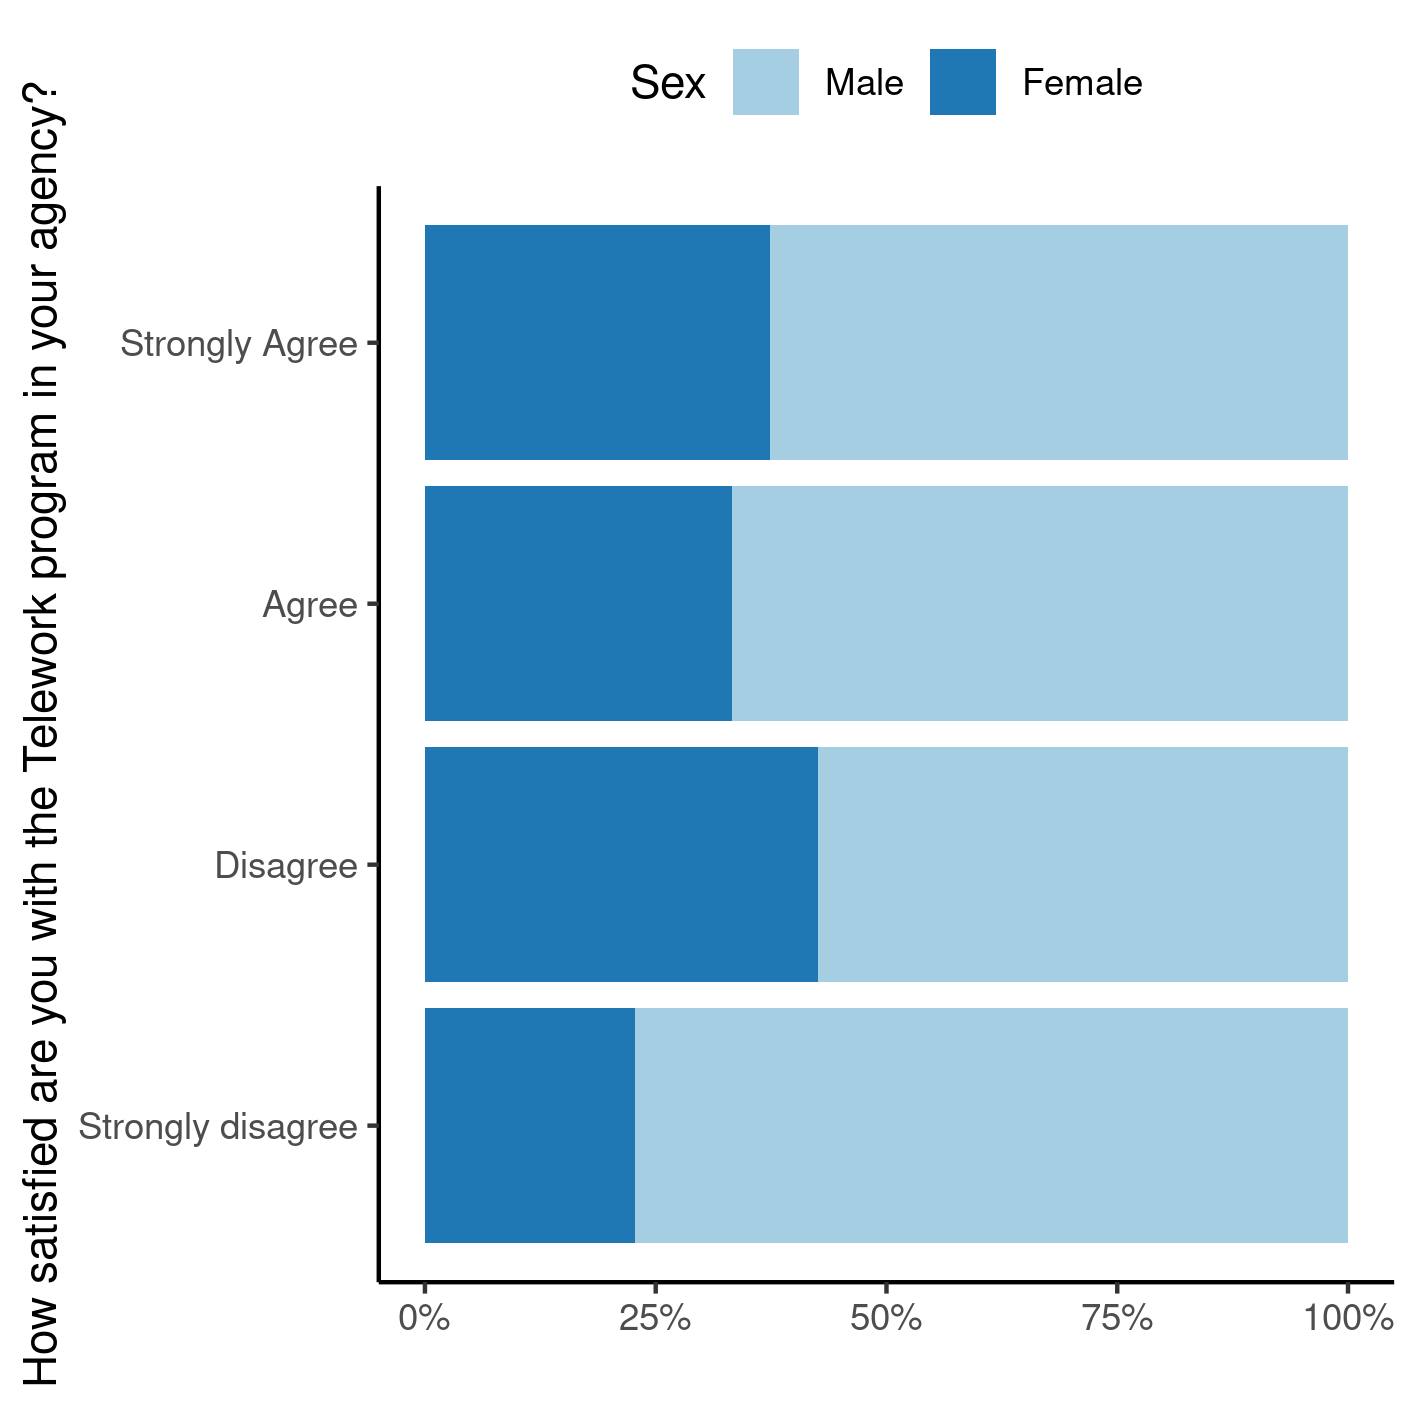 Sex Male Female
How satisfied are you with the Telework program in your agency?
Strongly Agree
Agree
Disagree
Strongly disagree
0% 25% 50% 75% 100%